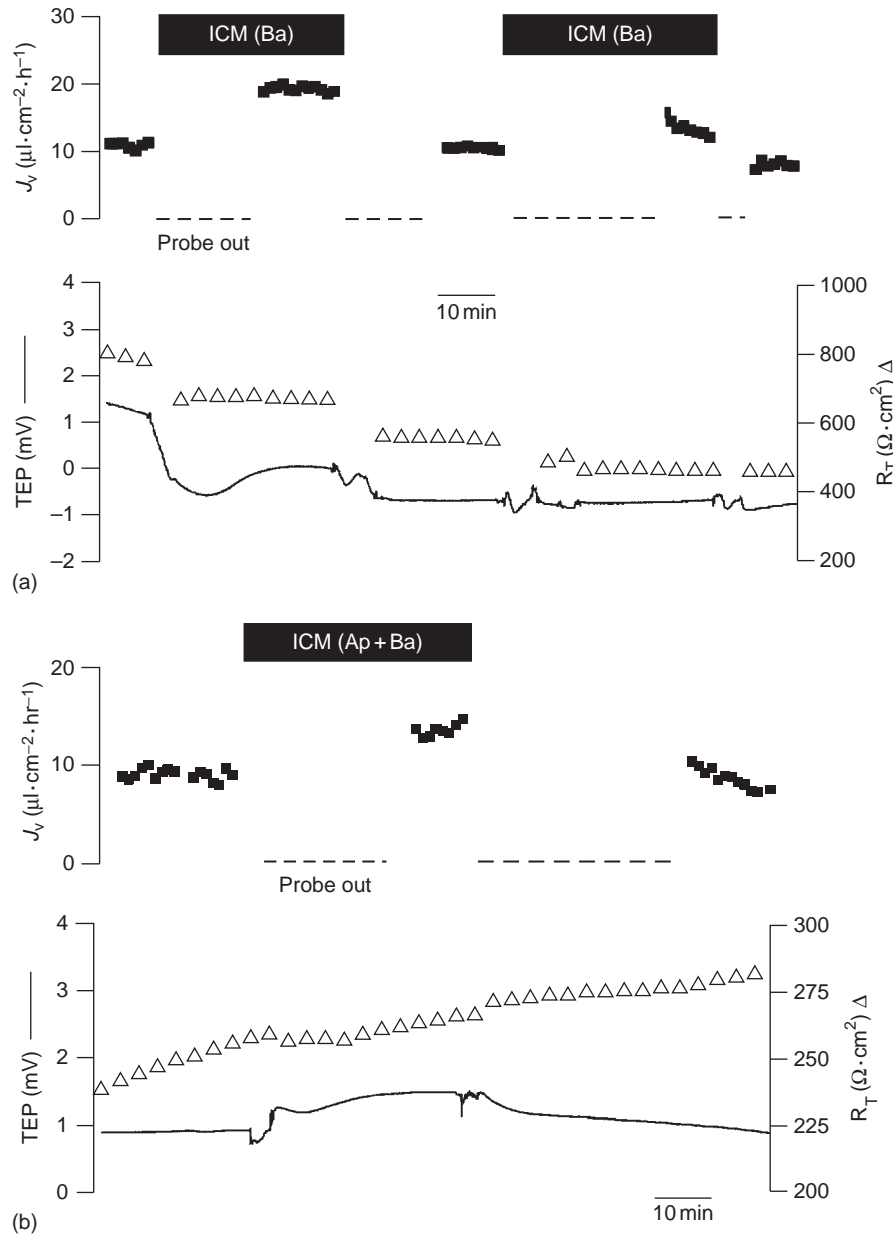 ICM (Ba) ICM (Ba)
30
20
10
0
Jv (μl·cm−2·h−1)
Probe out
4
3
2
1
0
−1
−2
TEP (mV)
10 min
1000
800
600
400
200
RT (Ω·cm2) Δ
(a)
ICM (Ap + Ba)
20
10
0
Jv (μl·cm−2·hr−1)
Probe out
4
3
2
1
0
TEP (mV)
300
275
250
225
200
RT (Ω·cm2) Δ
10 min
(b)